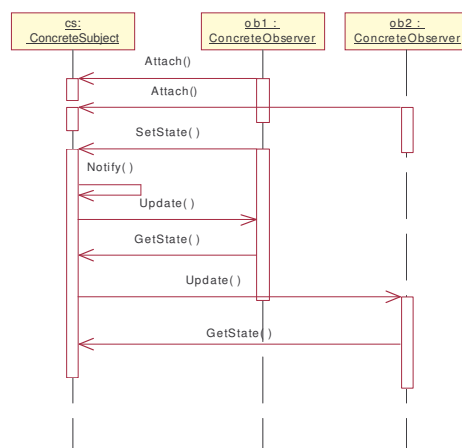 cs:
ConcreteSubject
ob1 :
ConcreteObserver
ob2 :
ConcreteObserver
Attach()
Attach()
SetState( )
Notify( )
Update( )
GetState( )
Update( )
GetState( )